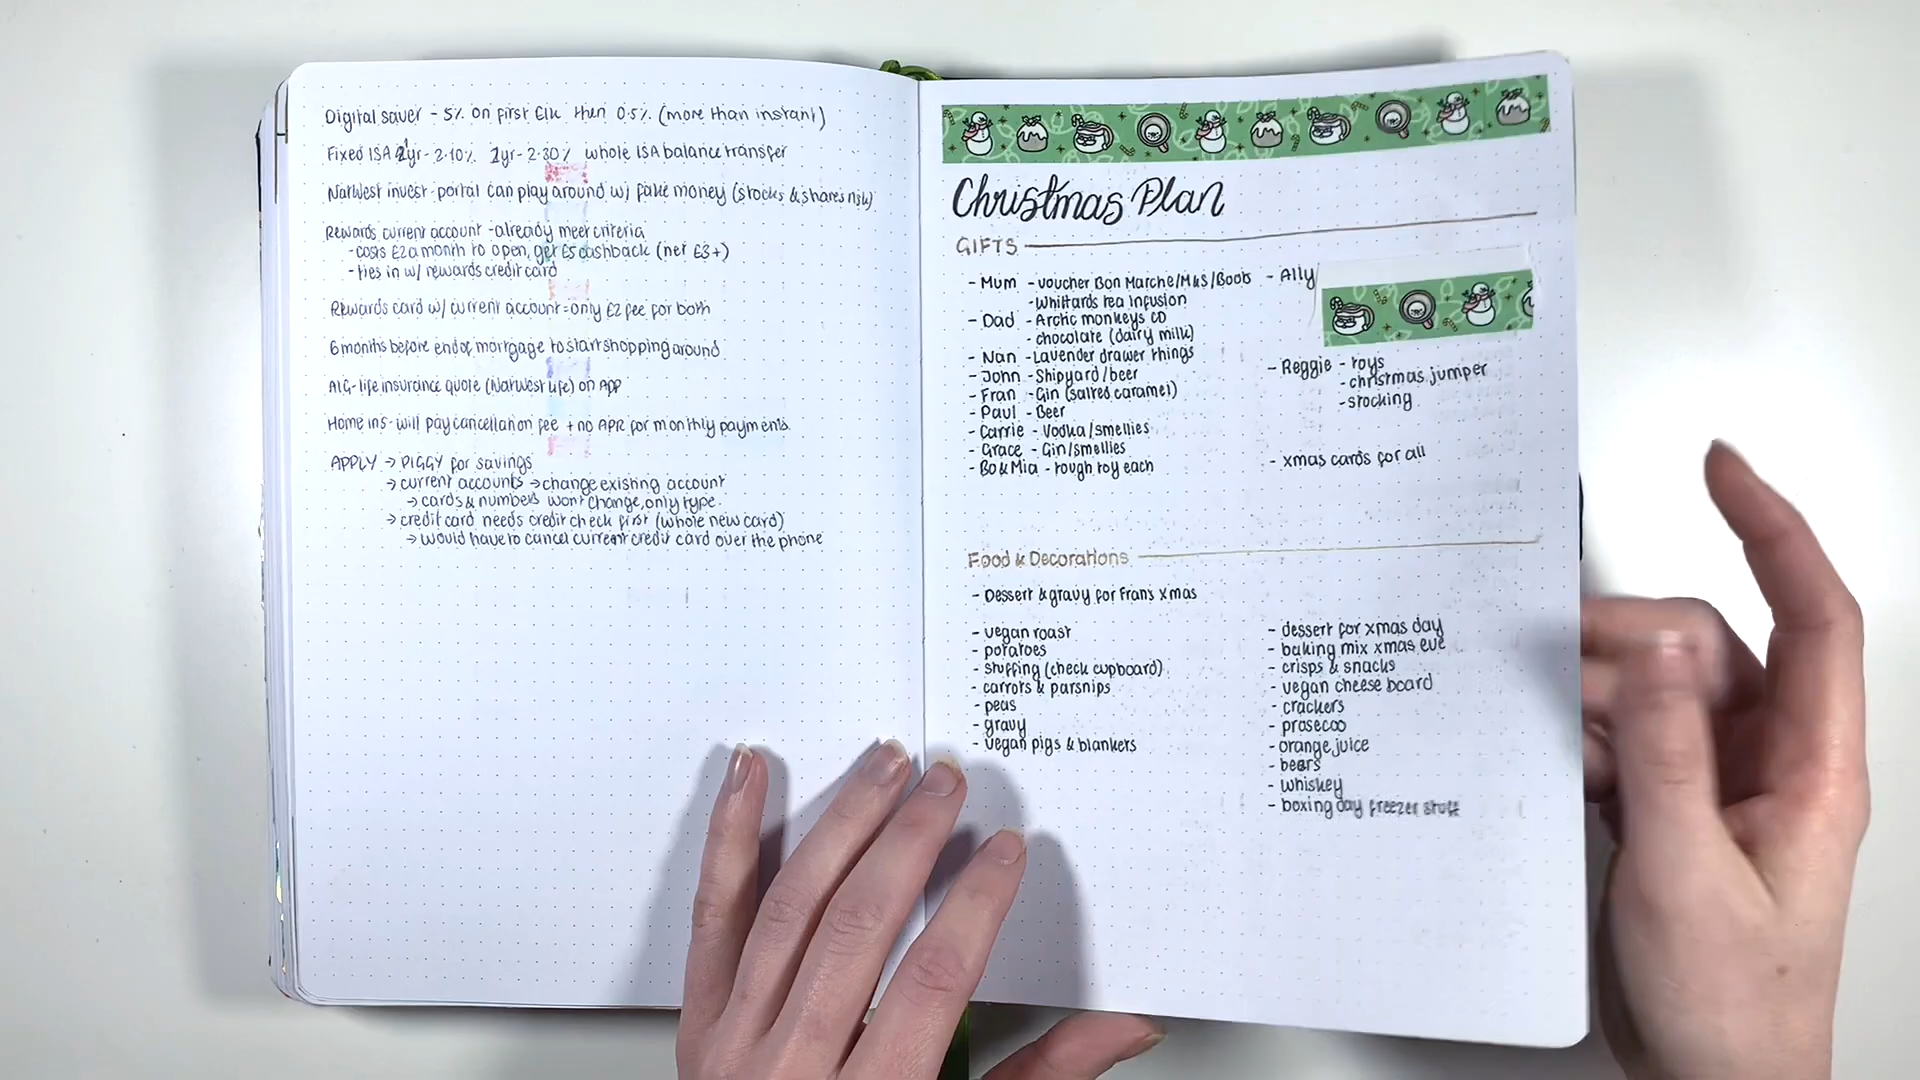 Digital saver - 5% on first £1k then 0.5% (more than instant)
Fixed ISA 2yr - 2.10% 1yr - 2.80% whole ISA balance transfer
NatWest invest - portal can play around w/ fake money (stocks & shares risk)
Rewards current account - already meet criteria
- costs £2 a month to open, get £5 cashback (net £3+)
- ties in w/ rewards credit card
Rewards card w/ current account = only £2 fee for both
6 months before end of mortgage to start shopping around
AIG - life insurance quote (NatWest Life) on App
Home ins - will pay cancellation fee + no APR for monthly payments
APPLY → PIGGY for savings
→ current accounts → change existing account
→ cards & numbers won't change, only type
→ credit card needs credit check first (whole new card)
→ would have to cancel current credit card over the phone
Christmas Plan
GIFTS
- Mum - voucher Bon Marche/M&S/Boots
- Whittards tea infusion
- Dad - Arctic monkeys CD
- chocolate (dairy milk)
- Nan - Lavender drawer things
- John - Shipyard/beer
- Fran - Gin (salted caramel)
- Paul - Beer
- Carrie - Vodka/smellies
- Grace - Gin/smellies
- Bo & Mia - tough toy each
- Ally
- Reggie - toys
- christmas jumper
- stocking
- xmas cards for all
Food & Decorations
- Dessert & gravy for Fran's xmas
- vegan roast
- potatoes
- stuffing (check cupboard)
- carrots & parsnips
- peas
- gravy
- vegan pigs & blankets
- dessert for xmas day
- baking mix xmas eve
- crisps & snacks
- vegan cheese board
- crackers
- prosecco
- orange juice
- beers
- whiskey
- boxing day freezer stuff